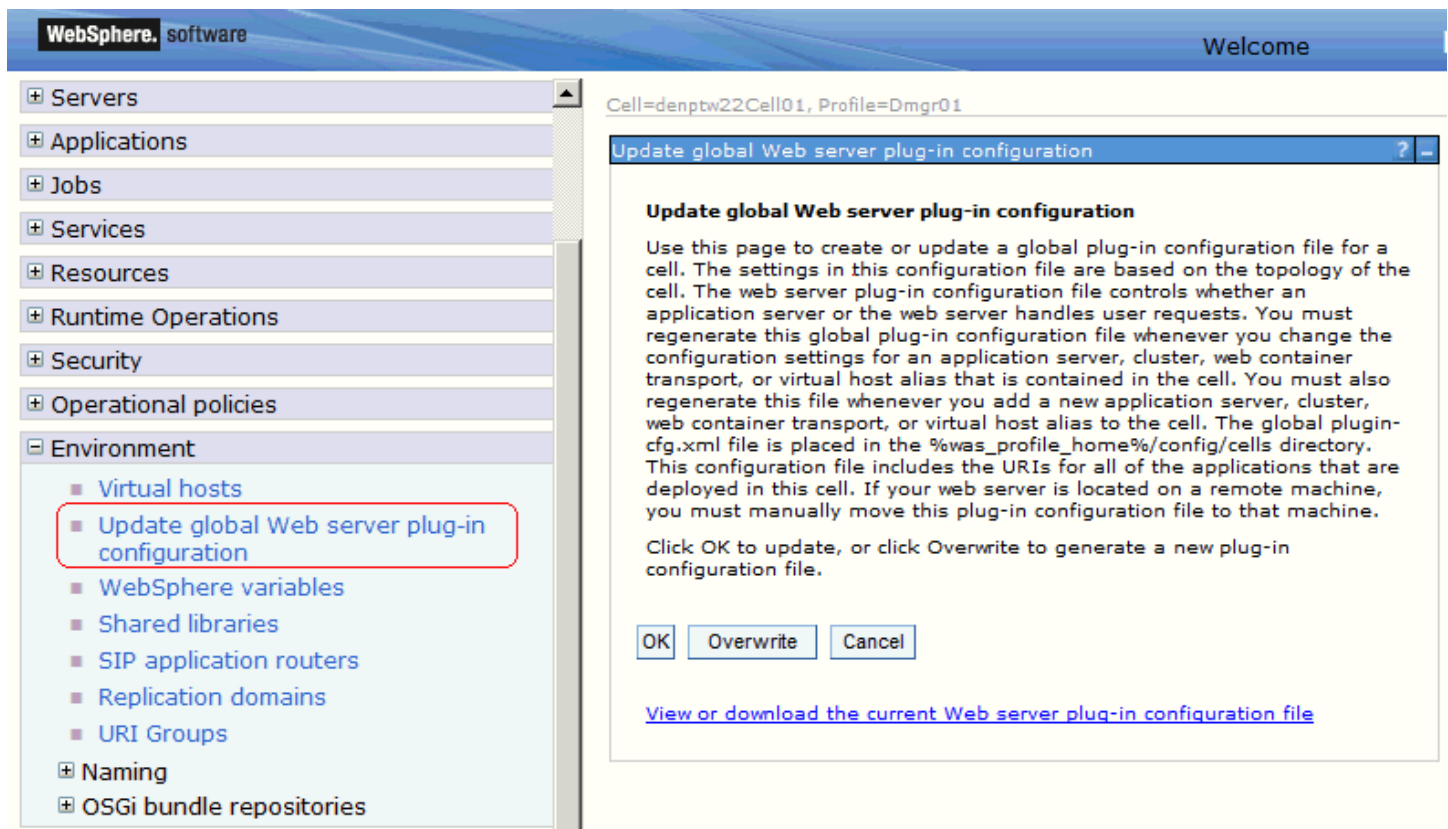 WebSphere. software
Welcome
Servers
Applications
Jobs
Services
Resources
Runtime Operations
Security
Operational policies
Environment
Virtual hosts
Update global Web server plug-in
configuration
WebSphere variables
Shared libraries
SIP application routers
Replication domains
URI Groups
Naming
OSGi bundle repositories
Cell=denptw22Cell01, Profile=Dmgr01
Update global Web server plug-in configuration ? -
Update global Web server plug-in configuration
Use this page to create or update a global plug-in configuration file for a
cell. The settings in this configuration file are based on the topology of the
cell. The web server plug-in configuration file controls whether an
application server or the web server handles user requests. You must
regenerate this global plug-in configuration file whenever you change the
configuration settings for an application server, cluster, web container
transport, or virtual host alias that is contained in the cell. You must also
regenerate this file whenever you add a new application server, cluster,
web container transport, or virtual host alias to the cell. The global plugin-
cfg.xml file is placed in the %was_profile_home%/config/cells directory.
This configuration file includes the URIs for all of the applications that are
deployed in this cell. If your web server is located on a remote machine,
you must manually move this plug-in configuration file to that machine.
Click OK to update, or click Overwrite to generate a new plug-in
configuration file.
OK Overwrite Cancel
View or download the current Web server plug-in configuration file